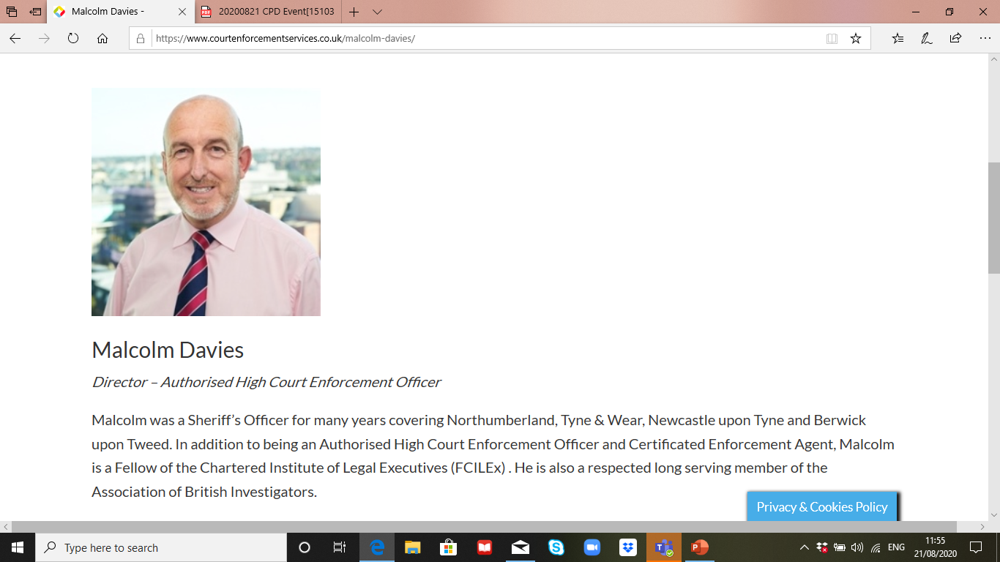 Malcolm Davies -
20200821 CPD Event[15103
https://www.courtenforcementservices.co.uk/malcolm-davies/
Malcolm Davies
Director – Authorised High Court Enforcement Officer
Malcolm was a Sheriff’s Officer for many years covering Northumberland, Tyne & Wear, Newcastle upon Tyne and Berwick
upon Tweed. In addition to being an Authorised High Court Enforcement Officer and Certificated Enforcement Agent, Malcolm
is a Fellow of the Chartered Institute of Legal Executives (FCILEx) . He is also a respected long serving member of the
Association of British Investigators.
Privacy & Cookies Policy
Type here to search
ENG
11:55
21/08/2020